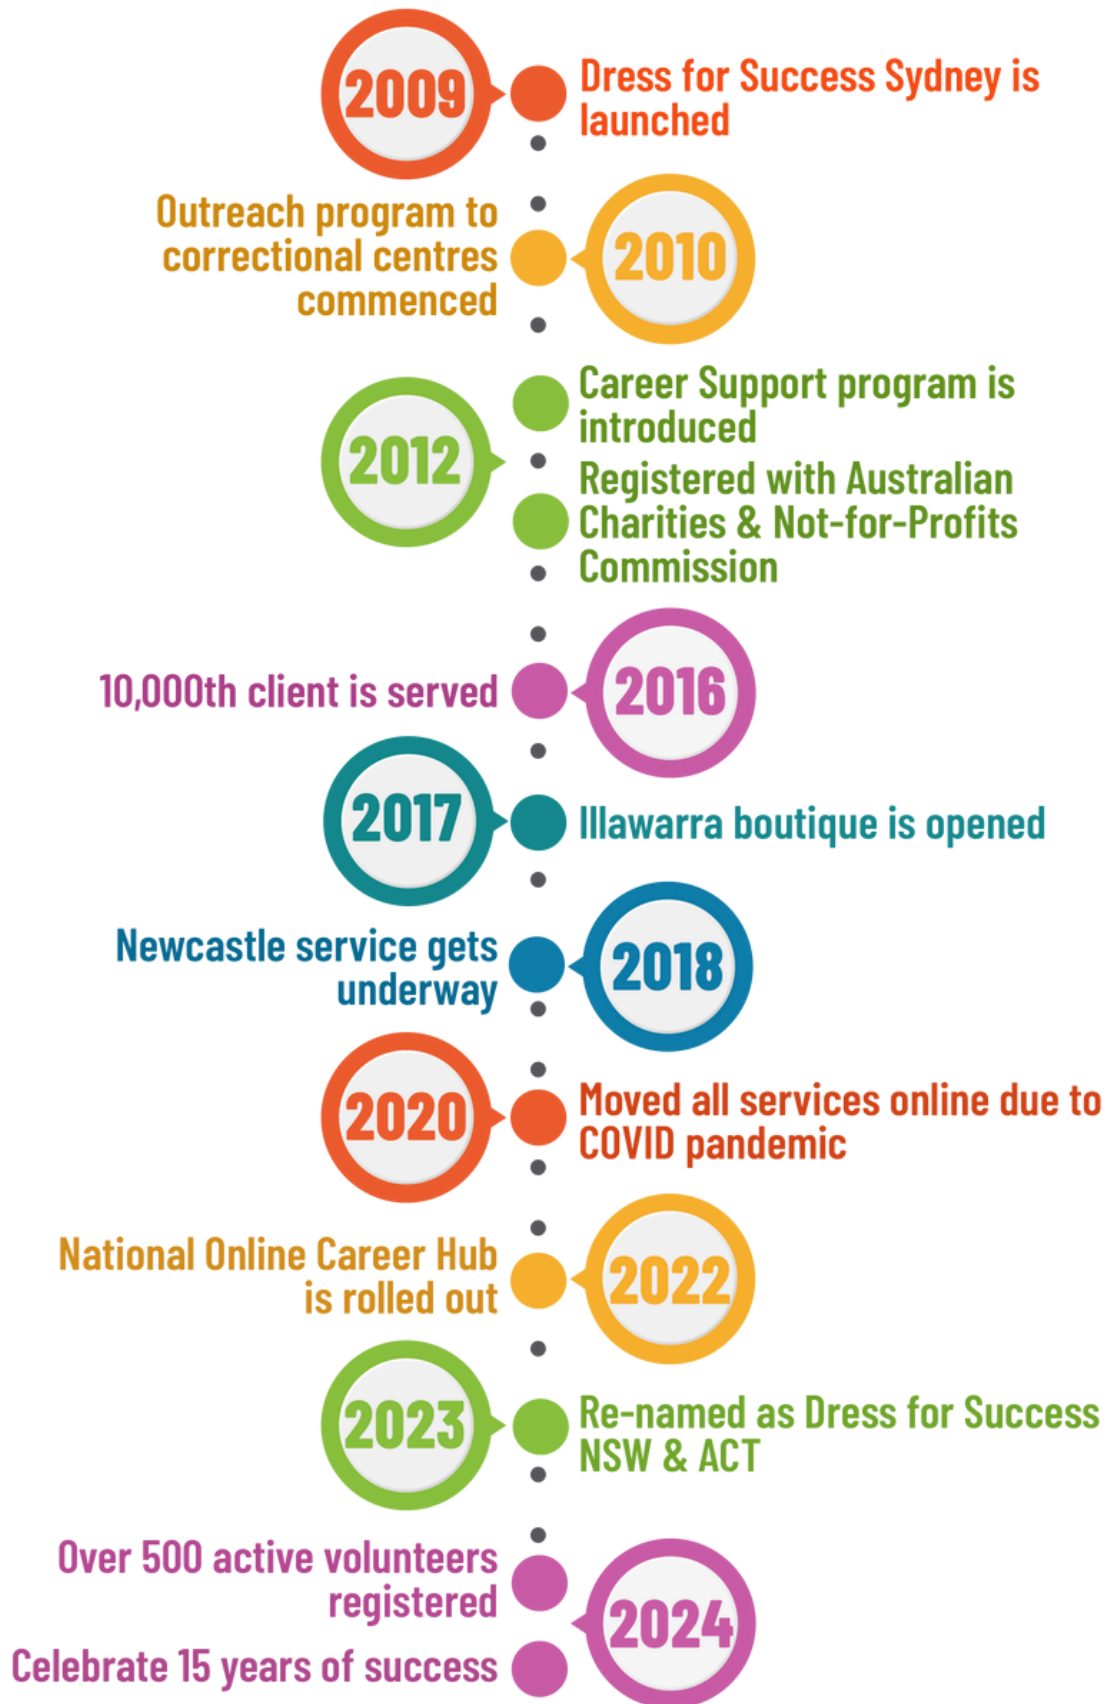 2009
Dress for Success Sydney is
launched
Outreach program to
correctional centres
commenced
2010
2012
Career Support program is
introduced
Registered with Australian
Charities & Not-for-Profits
Commission
10,000th client is served
2016
2017
Illawarra boutique is opened
Newcastle service gets
underway
2018
2020
Moved all services online due to
COVID pandemic
National Online Career Hub
is rolled out
2022
2023
Re-named as Dress for Success
NSW & ACT
Over 500 active volunteers
registered
2024
Celebrate 15 years of success